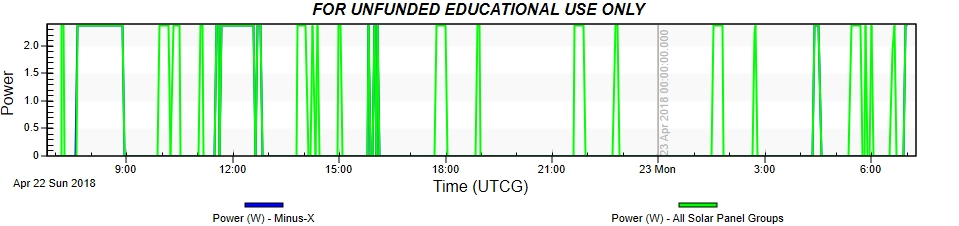 FOR UNFUNDED EDUCATIONAL USE ONLY
Power
2.0
1.5
1.0
0.5
0
23 Apr 2018 00:00:00.000
9:00 12:00 15:00 18:00 21:00 23 Mon 3:00 6:00
Apr 22 Sun 2018
Time (UTCG)
Power (W) - Minus-X Power (W) - All Solar Panel Groups